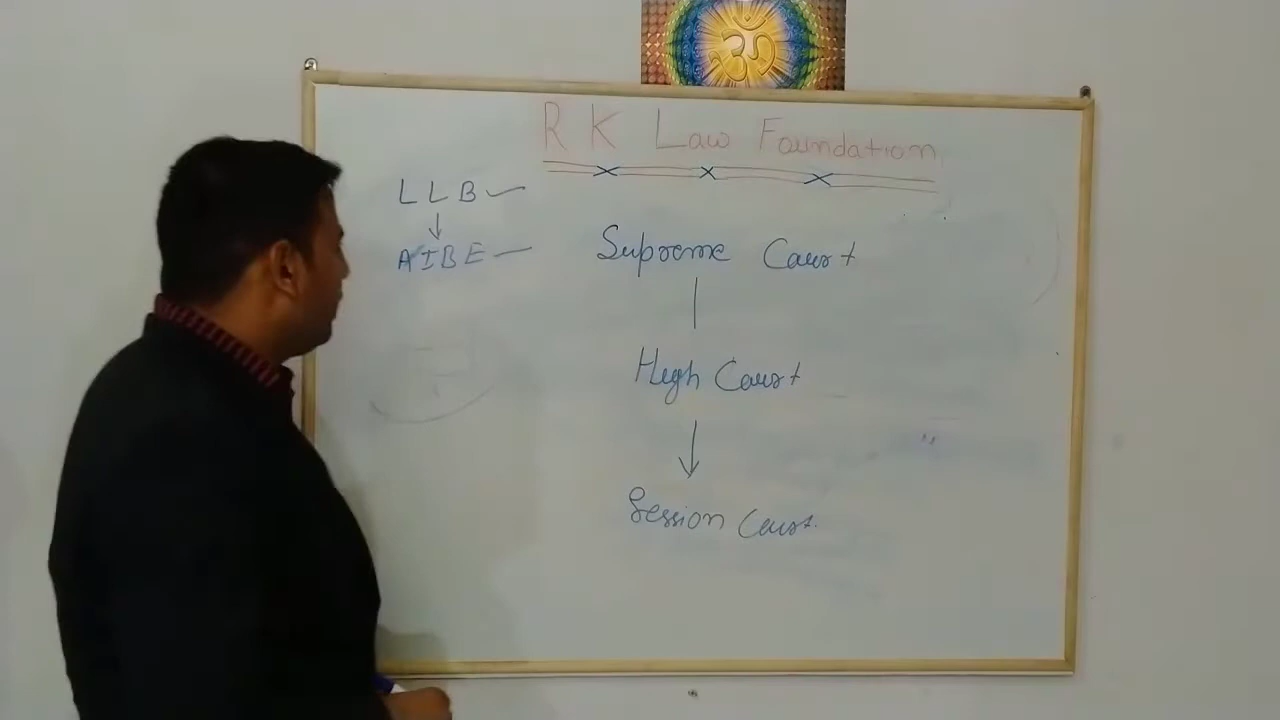 ॐ
R K Law Foundation
LLB
AIBE
Supreme Court
High Court
Session Court